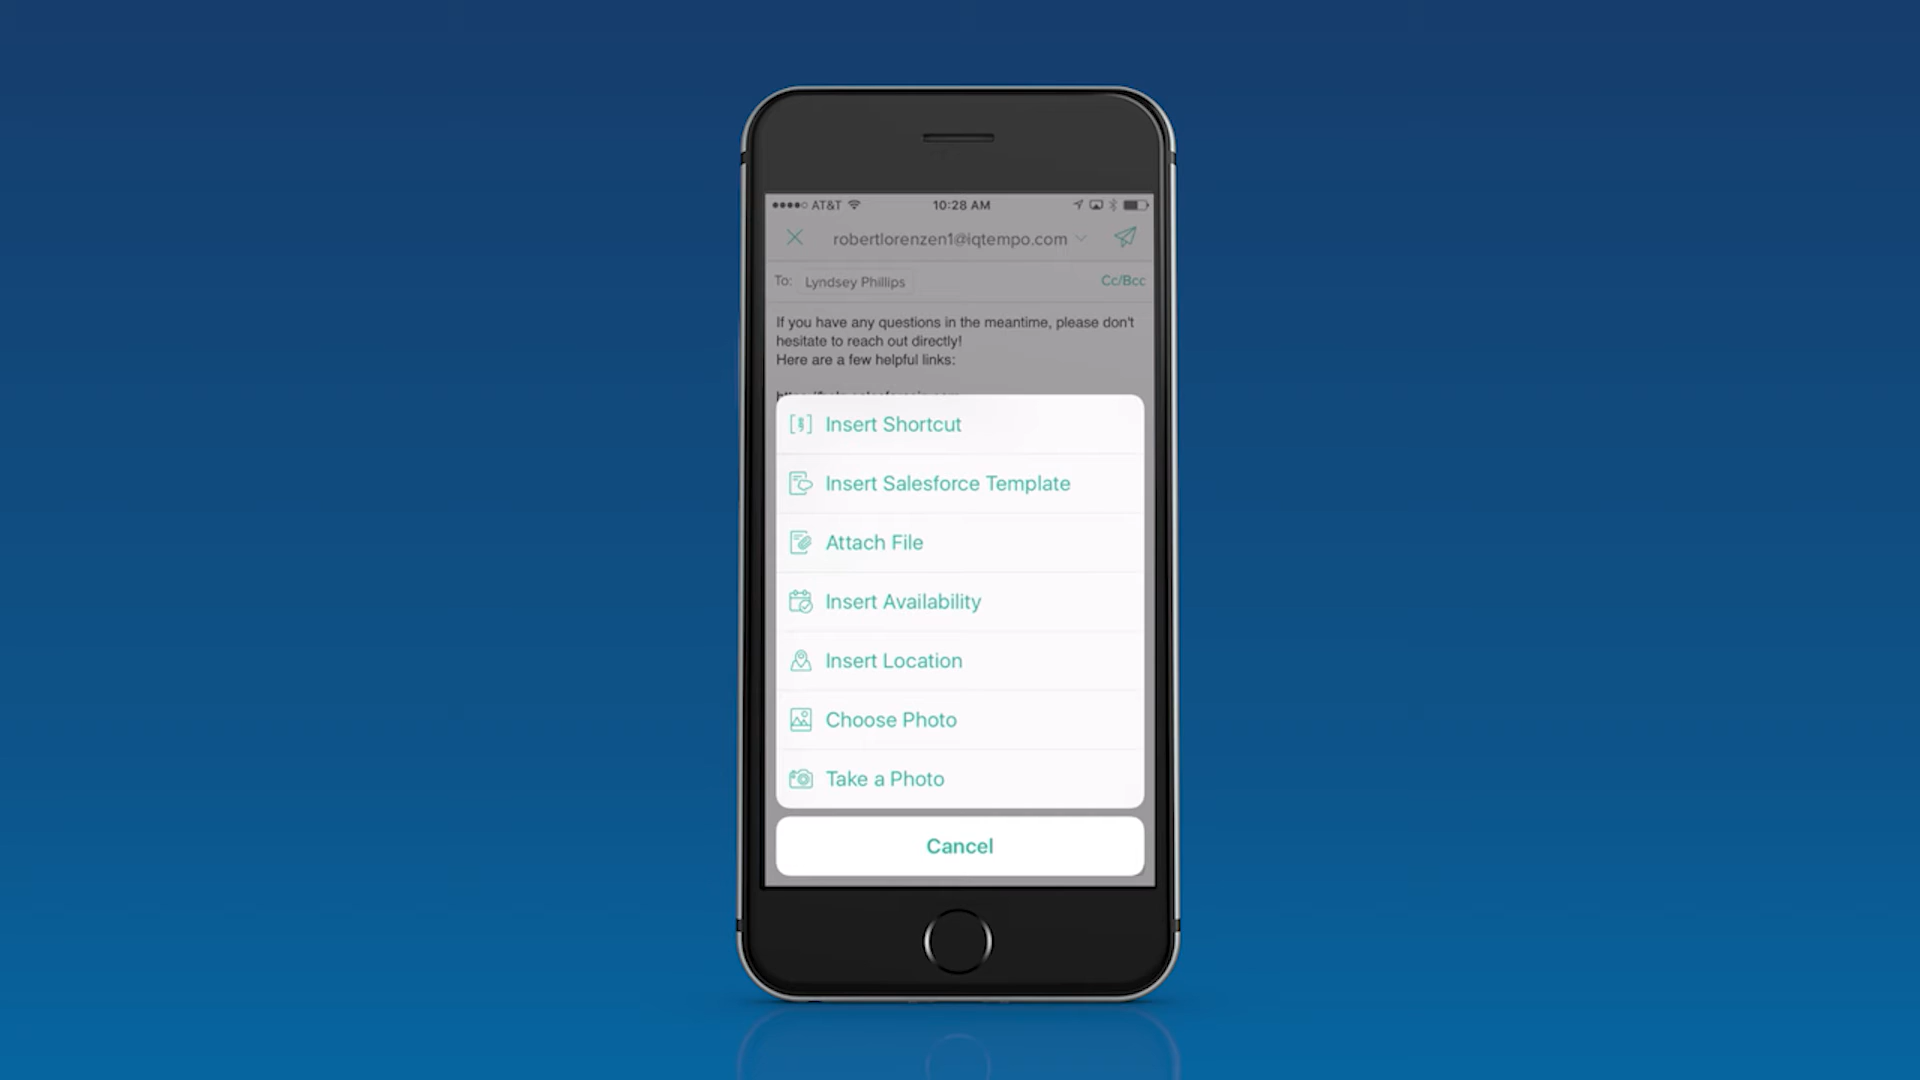 AT&T 10:28 AM
robertlorenzen1@iqtempo.com
To: Lyndsey Phillips Cc/Bcc
If you have any questions in the meantime, please don't
hesitate to reach out directly!
Here are a few helpful links:
Insert Shortcut
Insert Salesforce Template
Attach File
Insert Availability
Insert Location
Choose Photo
Take a Photo
Cancel